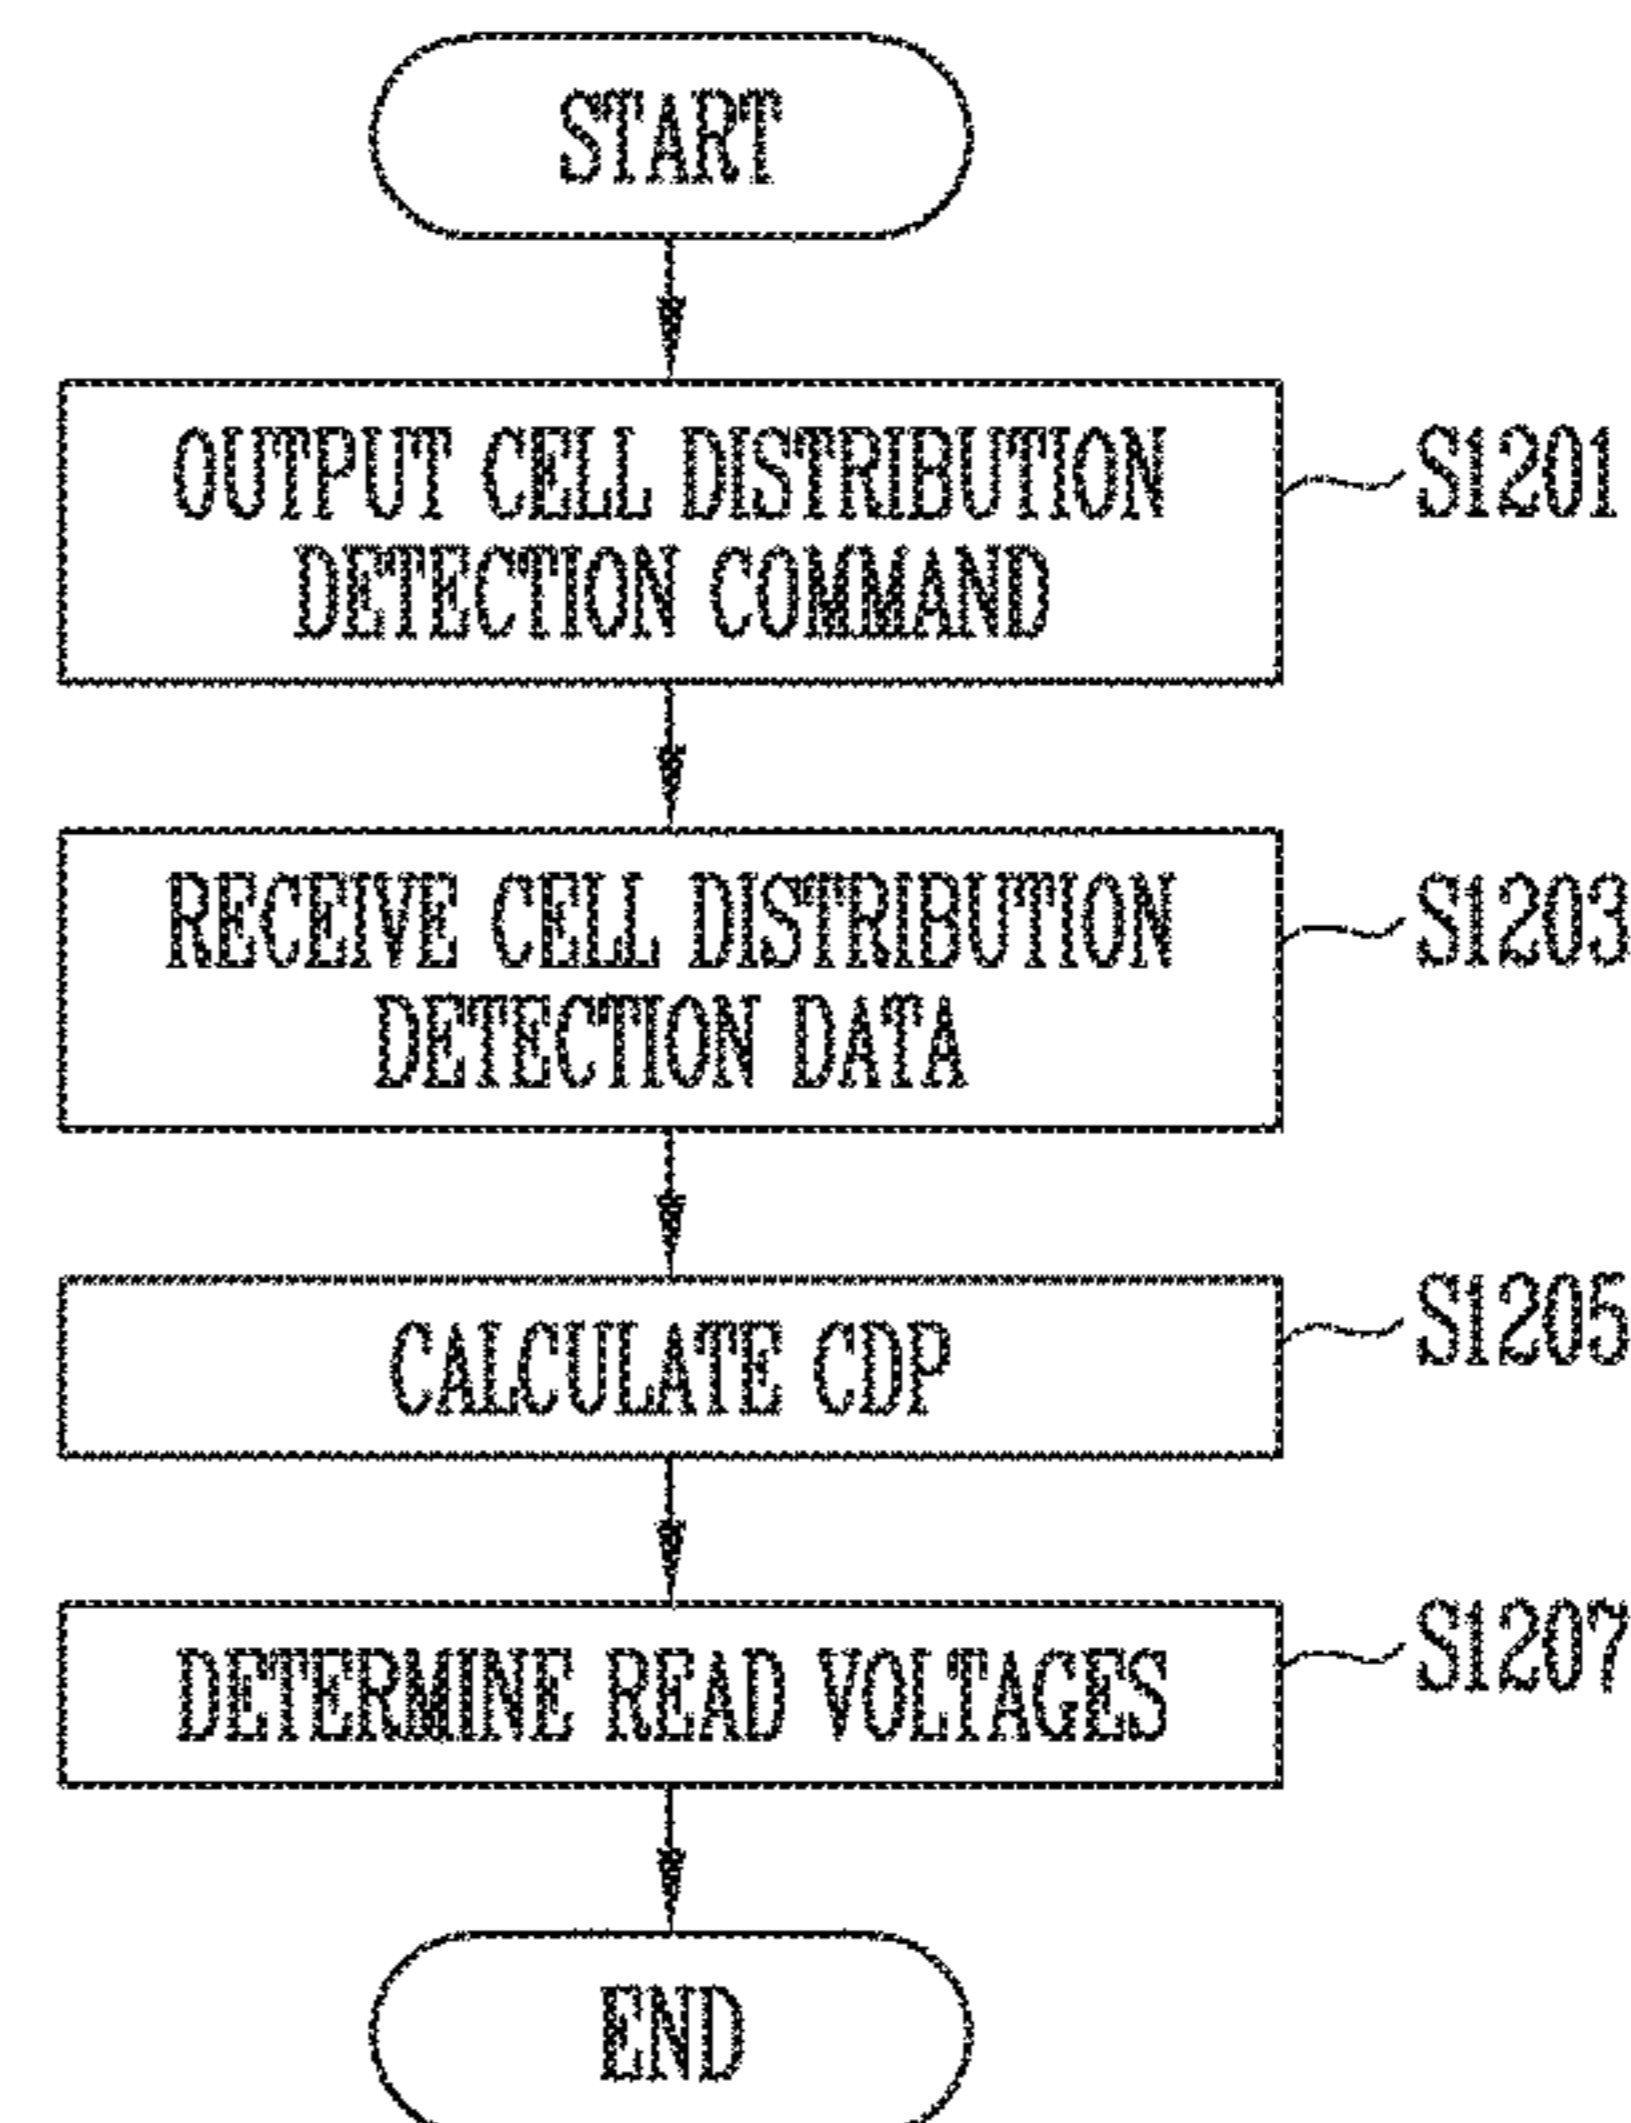 START
OUTPUT CELL DISTRIBUTION
DETECTION COMMAND
S1201
RECEIVE CELL DISTRIBUTION
DETECTION DATA
S1203
CALCULATE CDP
S1205
DETERMINE READ VOLTAGES
S1207
END